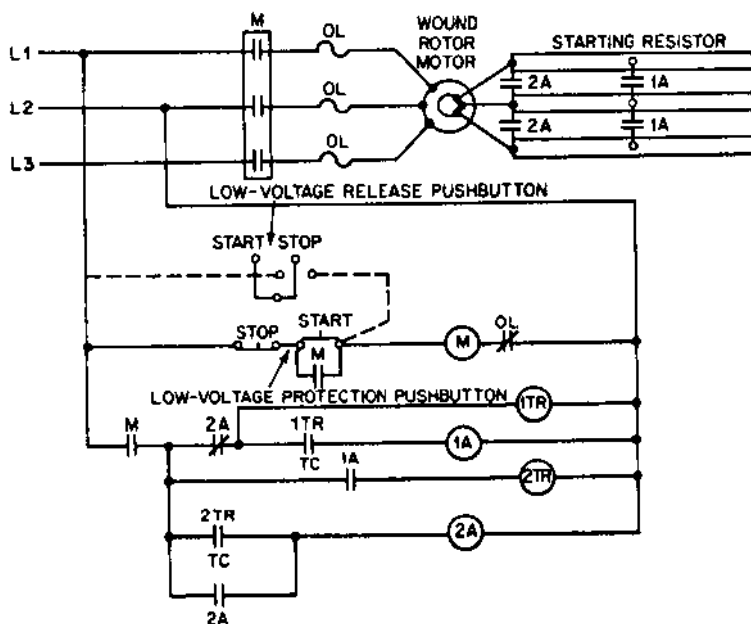 M
OL
WOUND
ROTOR
MOTOR
STARTING RESISTOR
L1
2A
1A
L2
OL
2A
1A
L3
OL
LOW-VOLTAGE RELEASE PUSHBUTTON
START STOP
STOP
START
M
M
OL
LOW-VOLTAGE PROTECTION PUSHBUTTON
1TR
M
2A
1TR
TC
1A
1A
2TR
2TR
TC
2A
2A